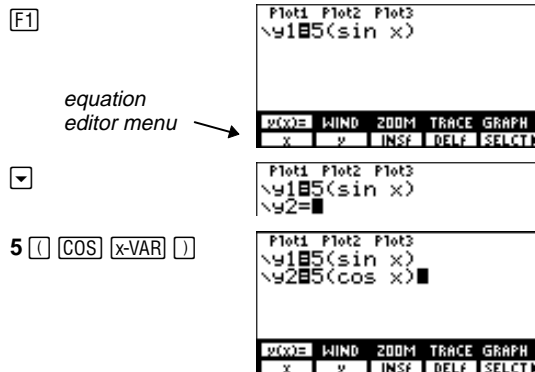 F1
Plot1 Plot2 Plot3
\y1=5(sin x)
equation
editor menu
y(x)= WIND ZOOM TRACE GRAPH
x y INSf DELf SELCT▶
Plot1 Plot2 Plot3
\y1=5(sin x)
\y2=
5 ( COS x-VAR )
Plot1 Plot2 Plot3
\y1=5(sin x)
\y2=5(cos x)
y(x)= WIND ZOOM TRACE GRAPH
x y INSf DELf SELCT▶